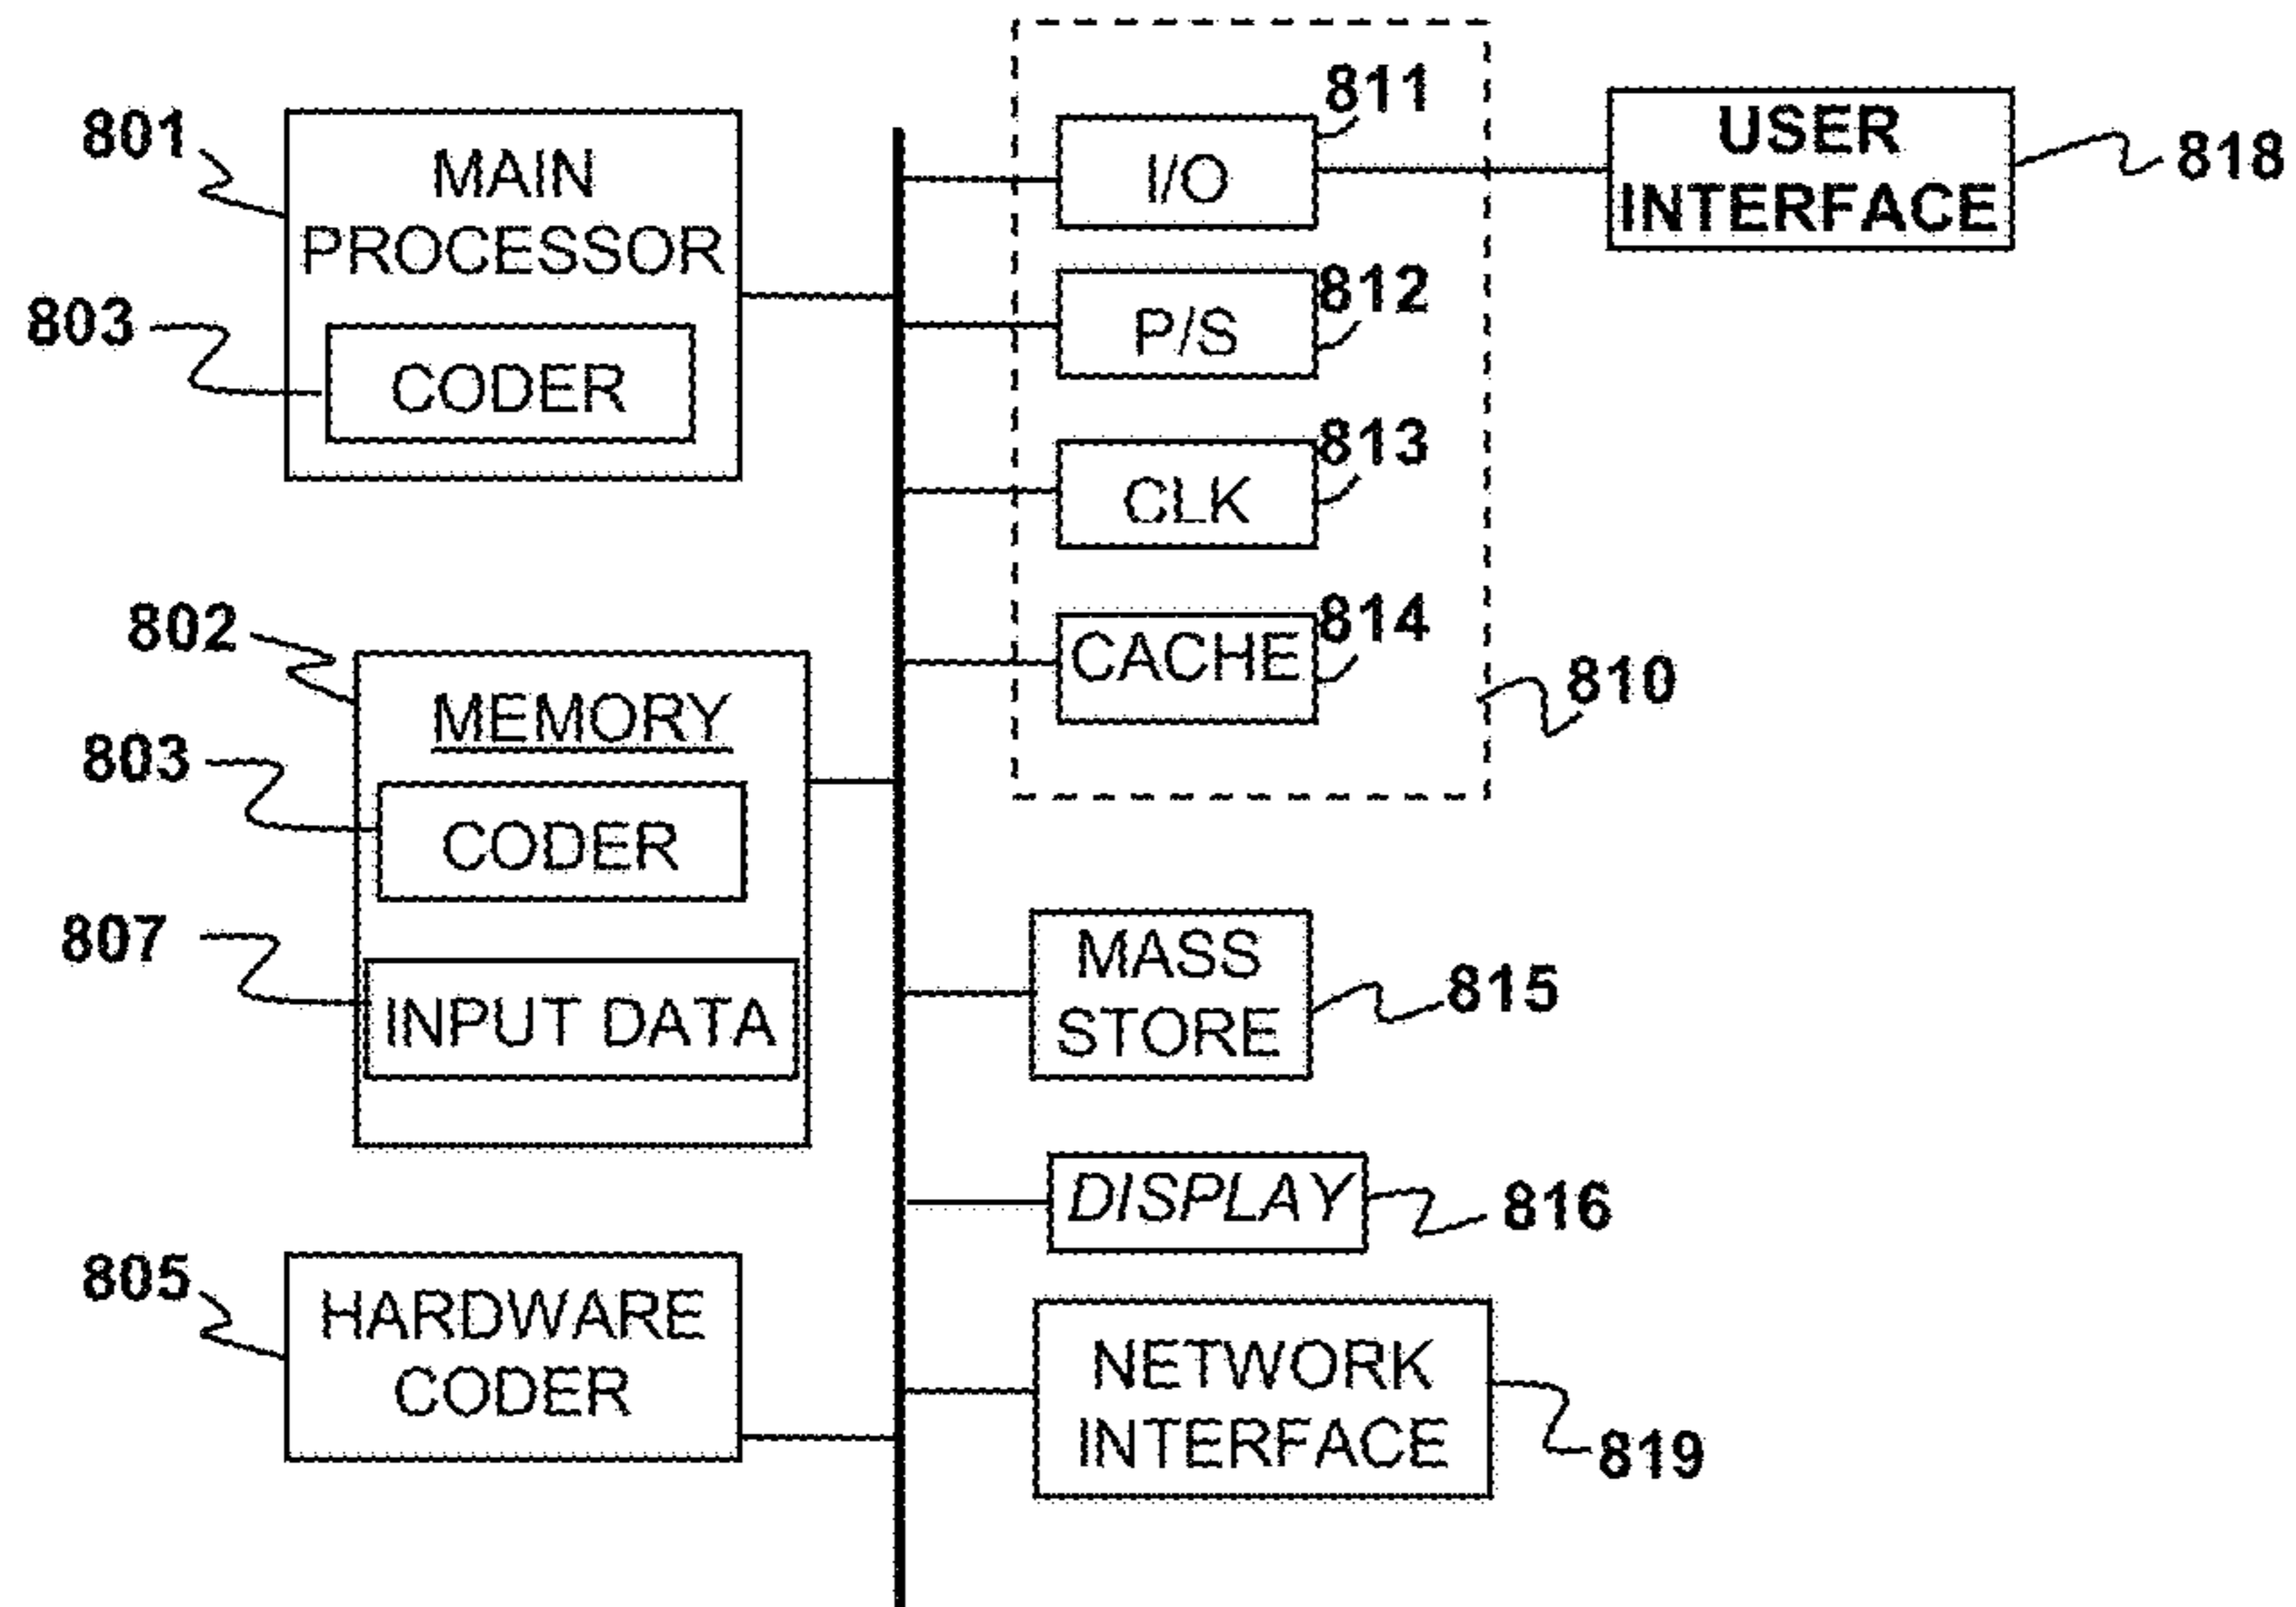 801
MAIN
PROCESSOR
803
CODER
802
MEMORY
803
CODER
807
INPUT DATA
805
HARDWARE
CODER
811
I/O
812
P/S
813
CLK
814
CACHE
810
USER
INTERFACE
818
MASS
STORE
815
DISPLAY
816
NETWORK
INTERFACE
819